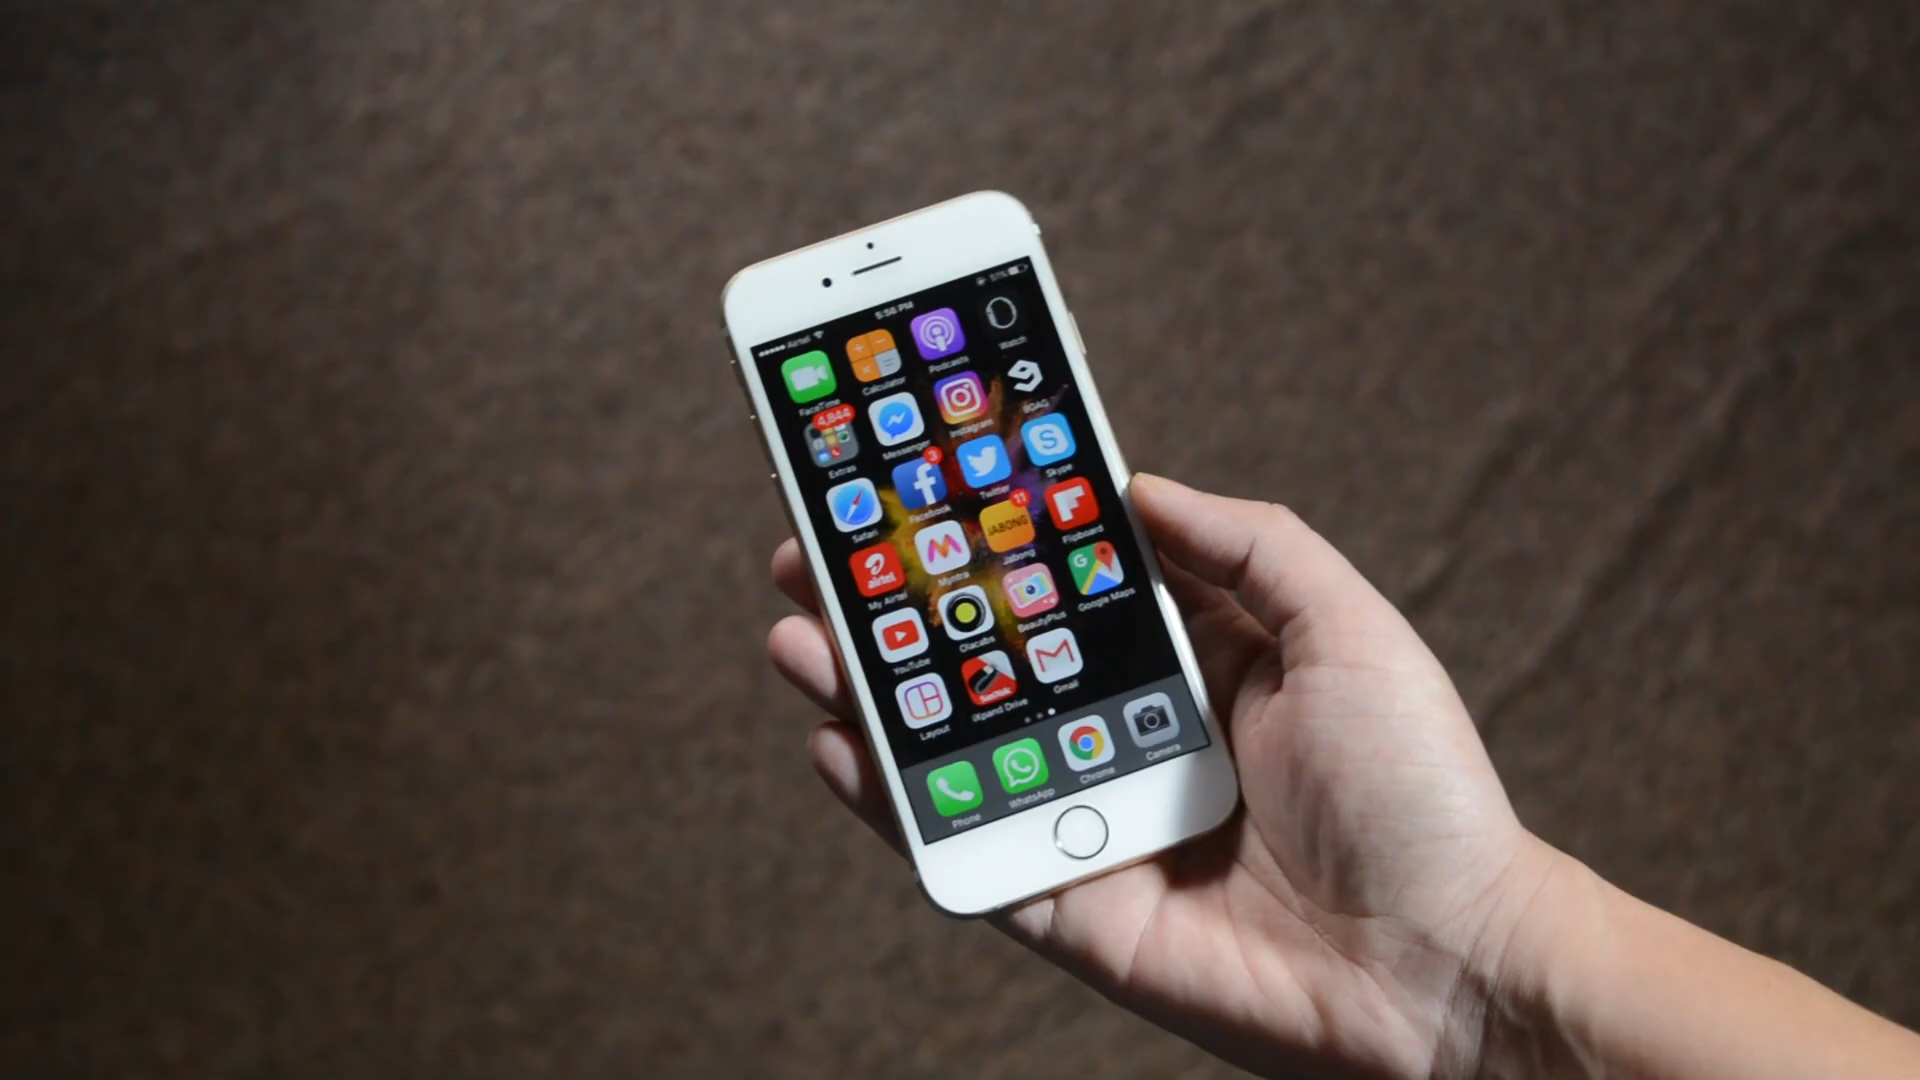 ●●●●● Airtel 5:58 PM 51%
FaceTime Calculator Podcasts Watch
4,844
Extras Messenger Instagram 9GAG
3
Safari Facebook Twitter Skype
airtel JABONG 11
My Airtel Myntra Jabong Flipboard
G
YouTube Olacabs BeautyPlus Google Maps
SanDisk
Layout iXpand Drive Gmail
Phone WhatsApp Chrome Camera